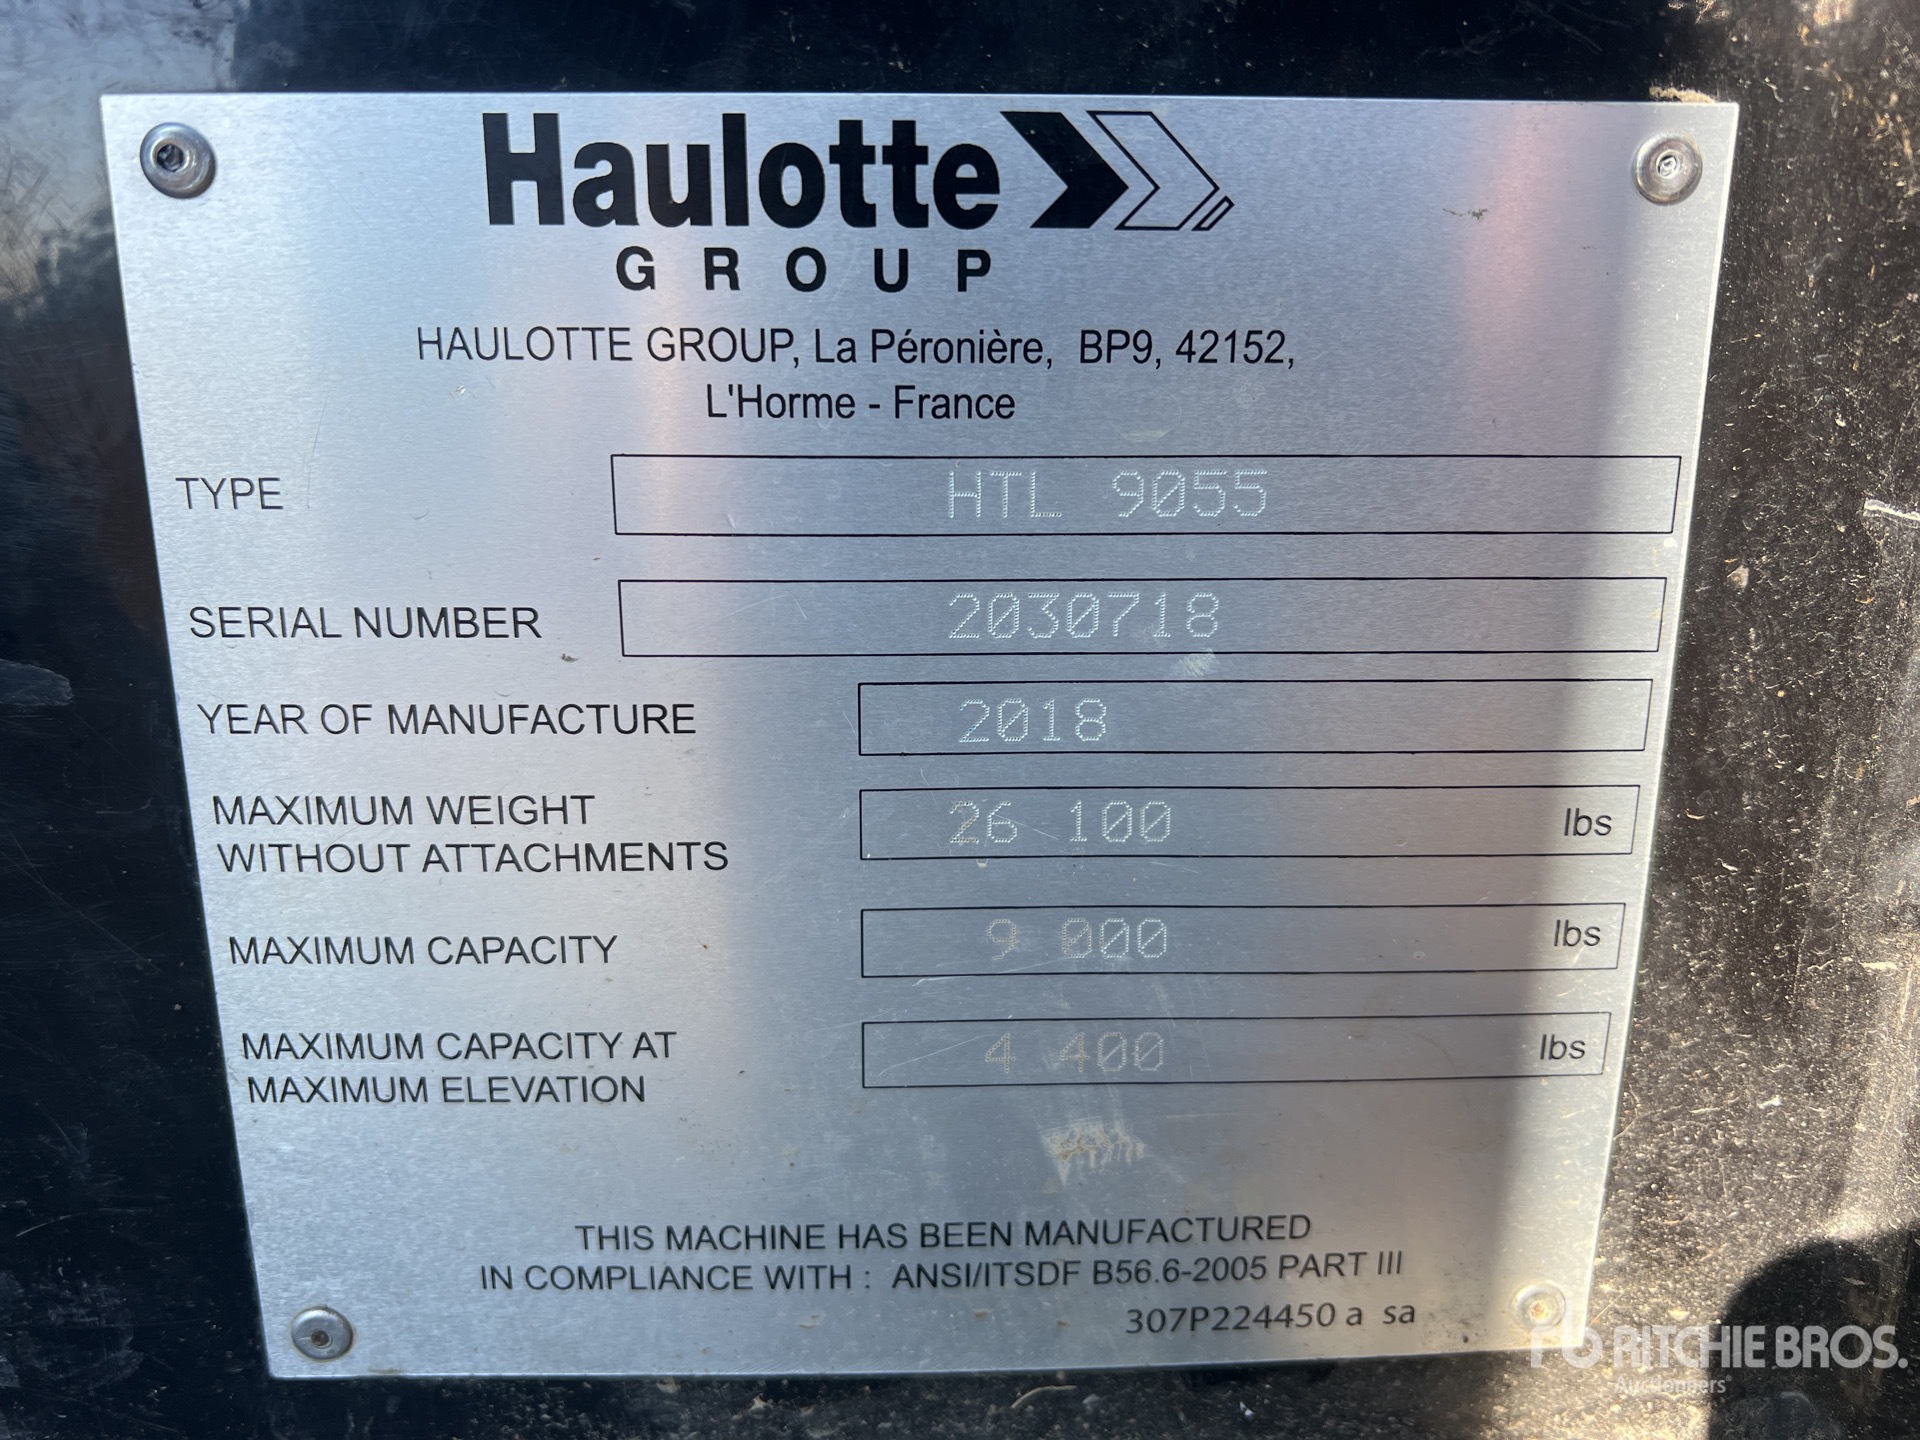 Haulotte
GROUP
HAULOTTE GROUP, La Péronière, BP9, 42152,
L'Horme - France
TYPE HTL 9055
SERIAL NUMBER 2030718
YEAR OF MANUFACTURE 2018
MAXIMUM WEIGHT
WITHOUT ATTACHMENTS 26 100 lbs
MAXIMUM CAPACITY 9 000 lbs
MAXIMUM CAPACITY AT
MAXIMUM ELEVATION 4 400 lbs
THIS MACHINE HAS BEEN MANUFACTURED
IN COMPLIANCE WITH : ANSI/ITSDF B56.6-2005 PART III
307P224450 a sa
rb RITCHIE BROS.
Auctioneers